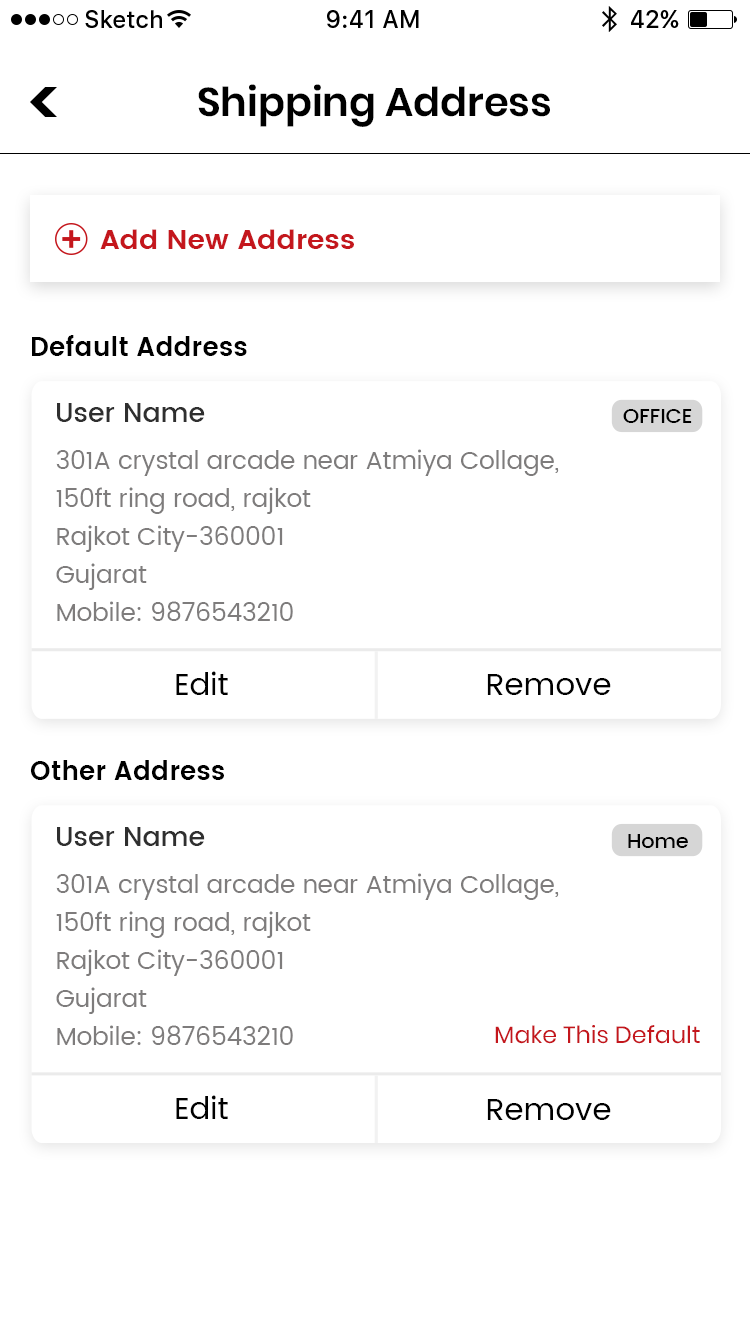 Sketch 9:41 AM 42%
Shipping Address
Add New Address
Default Address
User Name OFFICE
301A crystal arcade near Atmiya Collage,
150ft ring road, rajkot
Rajkot City-360001
Gujarat
Mobile: 9876543210
Edit Remove
Other Address
User Name Home
301A crystal arcade near Atmiya Collage,
150ft ring road, rajkot
Rajkot City-360001
Gujarat
Mobile: 9876543210 Make This Default
Edit Remove